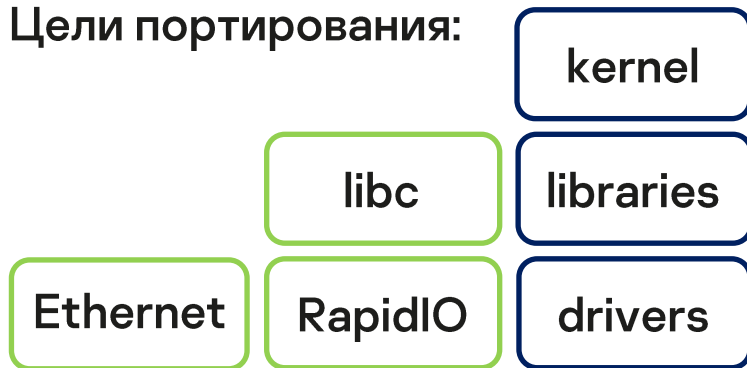 Цели портирования:
kernel
libc
libraries
Ethernet
RapidIO
drivers